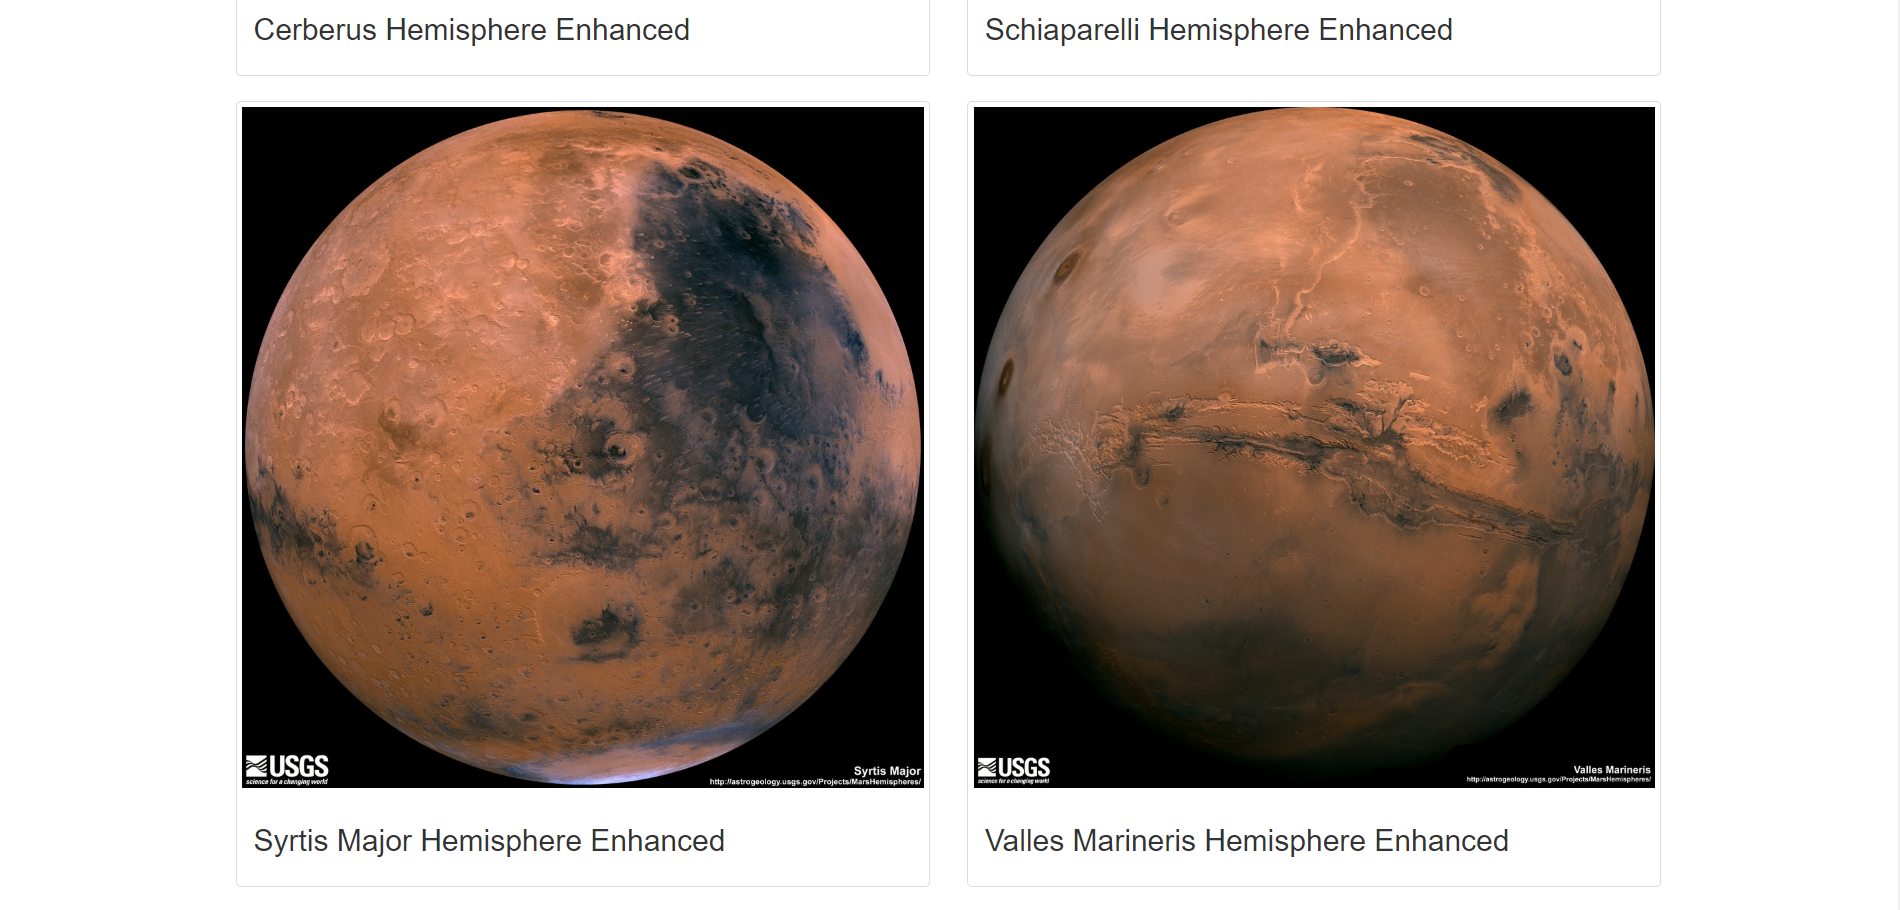 Cerberus Hemisphere Enhanced
Schiaparelli Hemisphere Enhanced
USGS
science for a changing world
Syrtis Major
http://astrogeology.usgs.gov/Projects/MarsHemispheres/
USGS
science for a changing world
Valles Marineris
http://astrogeology.usgs.gov/Projects/MarsHemispheres/
Syrtis Major Hemisphere Enhanced
Valles Marineris Hemisphere Enhanced